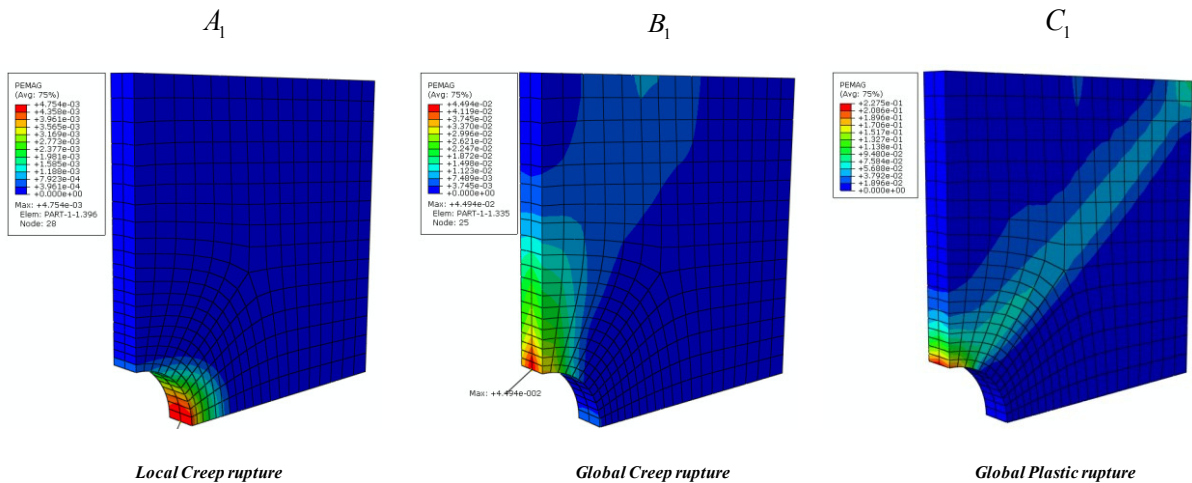 A1
B1
C1
PEMAG
(Avg: 75%)
+4.754e-03
+4.358e-03
+3.961e-03
+3.565e-03
+3.169e-03
+2.773e-03
+2.377e-03
+1.981e-03
+1.585e-03
+1.188e-03
+7.923e-04
+3.961e-04
+0.000e+00
Max: +4.754e-03
Elem: PART-1-1.396
Node: 28
PEMAG
(Avg: 75%)
+4.494e-02
+4.119e-02
+3.745e-02
+3.370e-02
+2.996e-02
+2.621e-02
+2.247e-02
+1.872e-02
+1.498e-02
+1.123e-02
+7.489e-03
+3.745e-03
+0.000e+00
Max: +4.494e-02
Elem: PART-1-1.335
Node: 25
Max: +4.494e-002
PEMAG
(Avg: 75%)
+2.275e-01
+2.086e-01
+1.896e-01
+1.706e-01
+1.517e-01
+1.327e-01
+1.138e-01
+9.480e-02
+7.584e-02
+5.688e-02
+3.792e-02
+1.896e-02
+0.000e+00
Local Creep rupture
Global Creep rupture
Global Plastic rupture